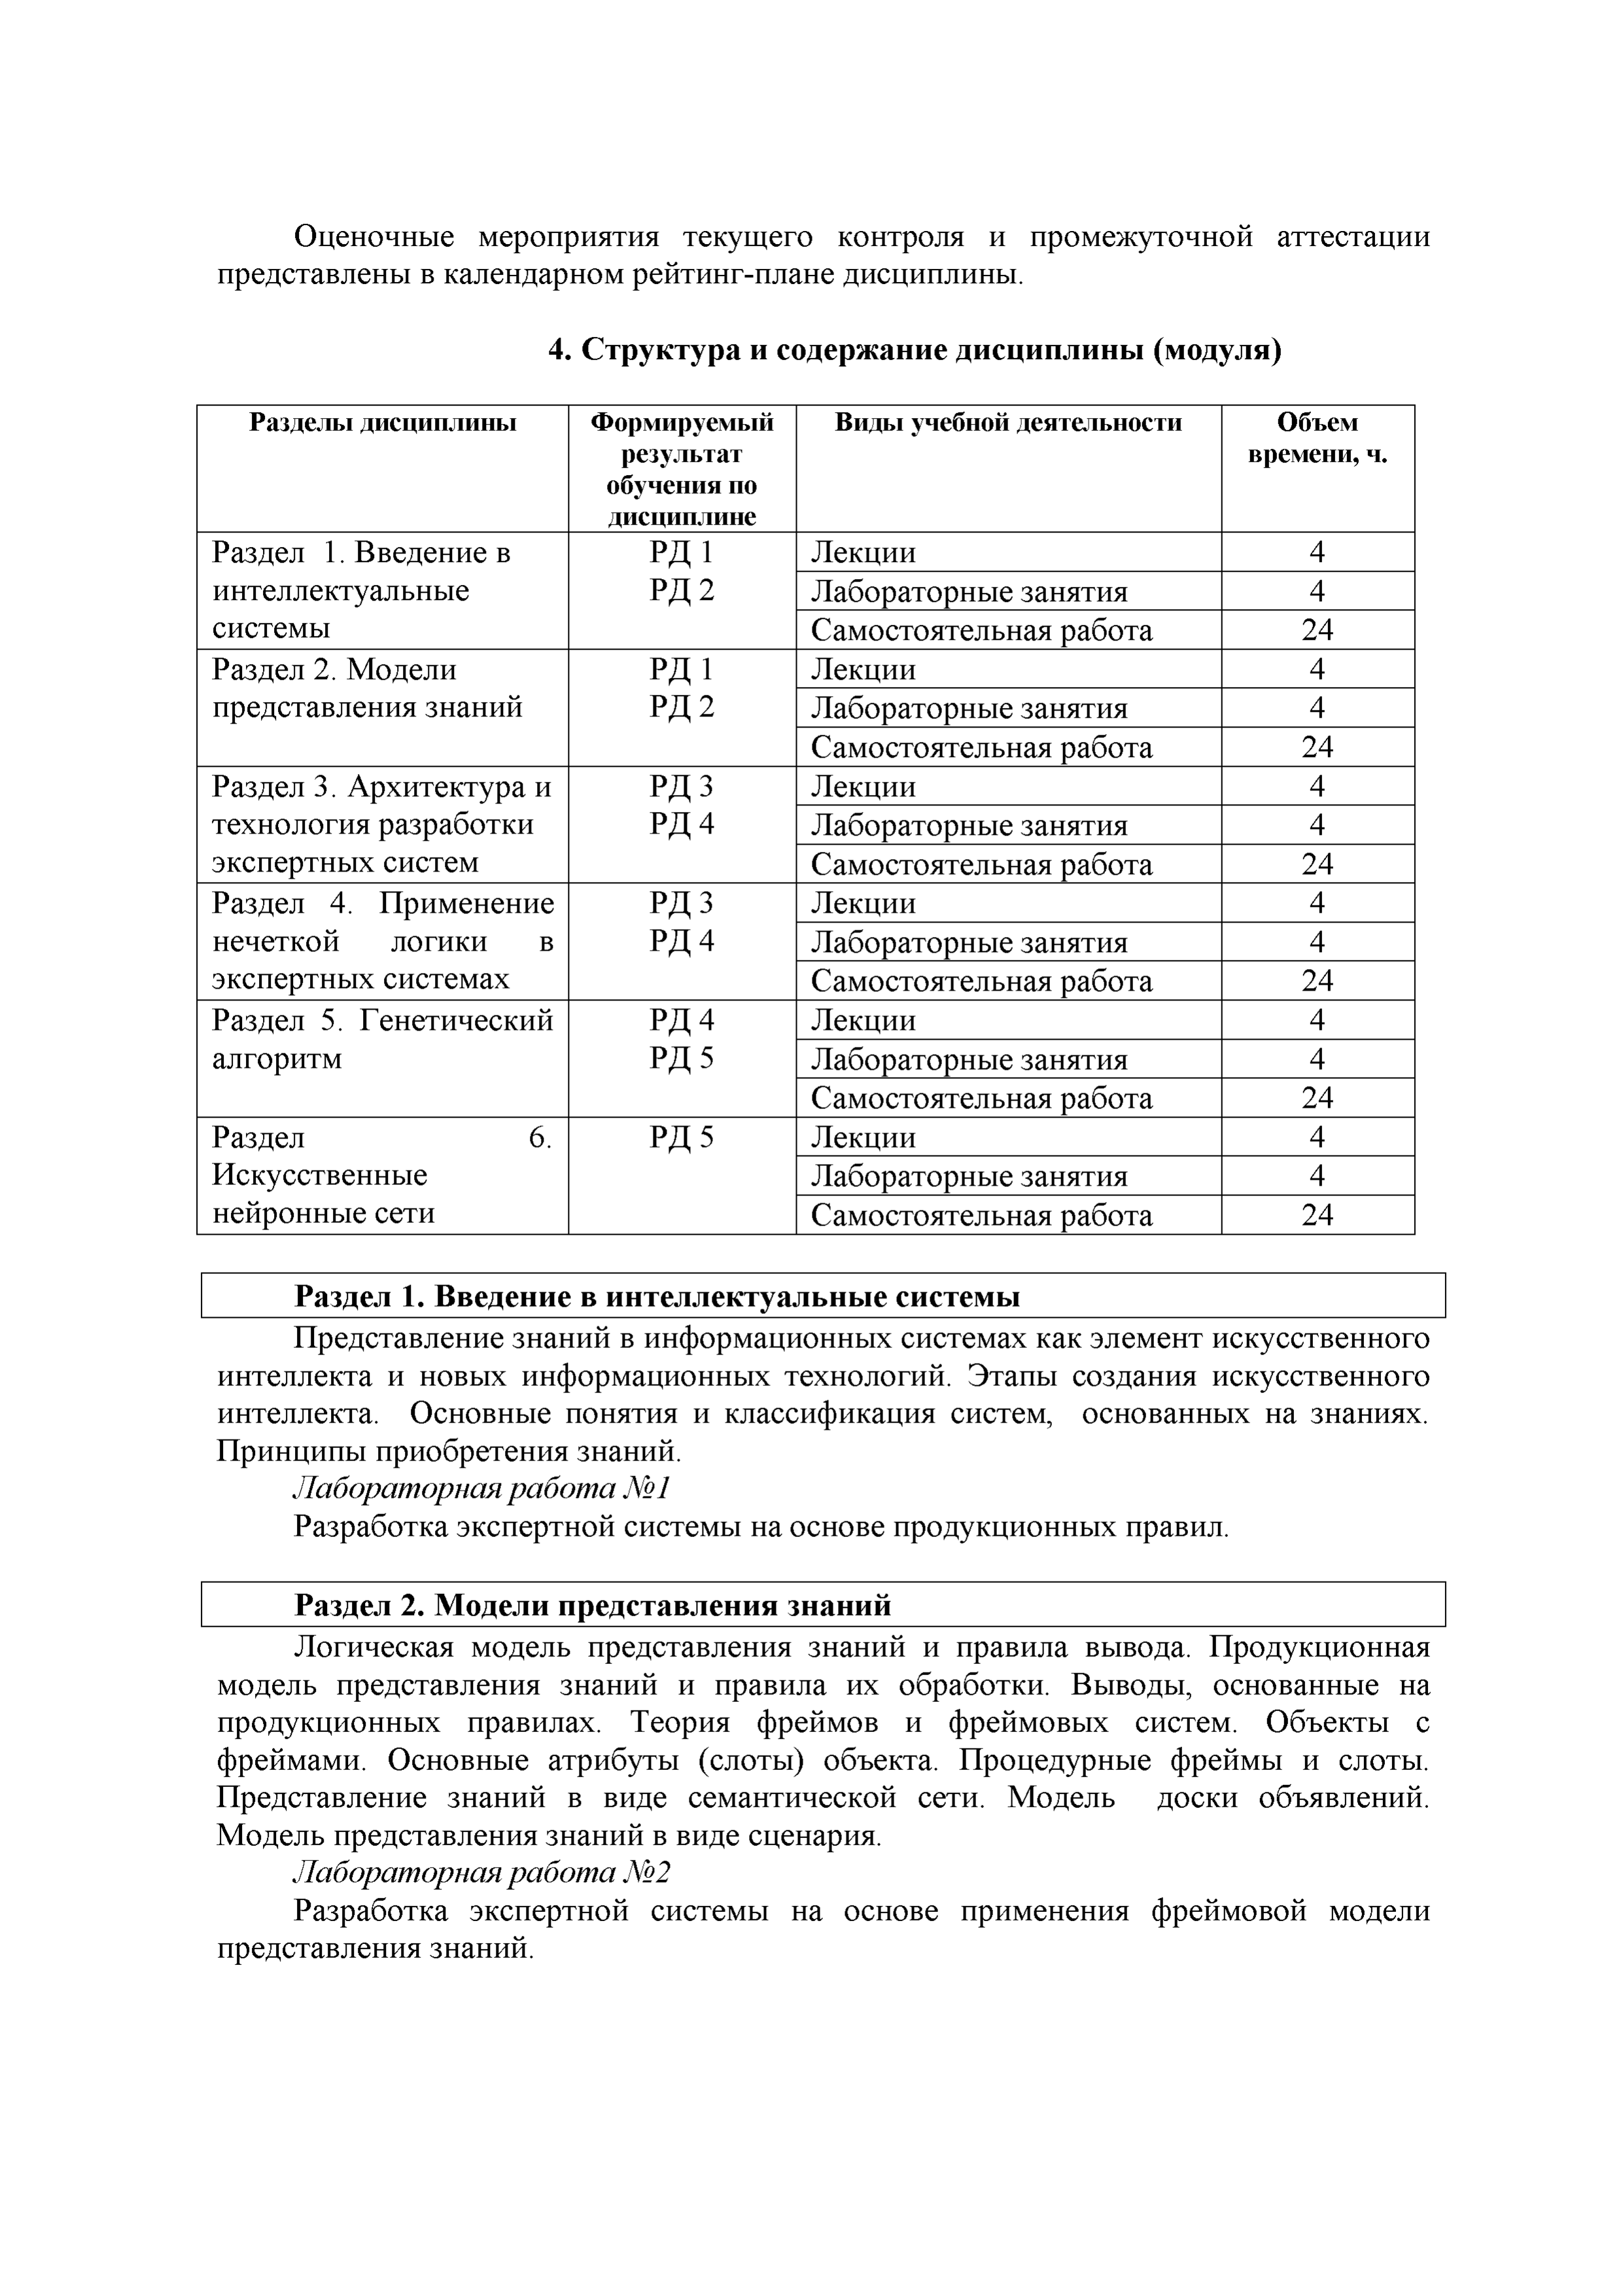 Оценочные мероприятия текущего контроля и промежуточной аттестации
представлены в календарном рейтинг-плане дисциплины.
4. Структура и содержание дисциплины (модуля)
Разделы дисциплины
Формируемый
результат
обучения по
дисциплине
Виды учебной деятельности
Объем
времени, ч.
Раздел 1. Введение в
интеллектуальные
системы
РД 1
РД 2
Лекции
4
Лабораторные занятия
4
Самостоятельная работа
24
Раздел 2. Модели
представления знаний
РД 1
РД 2
Лекции
4
Лабораторные занятия
4
Самостоятельная работа
24
Раздел 3. Архитектура и
технология разработки
экспертных систем
РД 3
РД 4
Лекции
4
Лабораторные занятия
4
Самостоятельная работа
24
Раздел 4. Применение
нечеткой логики в
экспертных системах
РД 3
РД 4
Лекции
4
Лабораторные занятия
4
Самостоятельная работа
24
Раздел 5. Генетический
алгоритм
РД 4
РД 5
Лекции
4
Лабораторные занятия
4
Самостоятельная работа
24
Раздел 6.
Искусственные
нейронные сети
РД 5
Лекции
4
Лабораторные занятия
4
Самостоятельная работа
24
Раздел 1. Введение в интеллектуальные системы
Представление знаний в информационных системах как элемент искусственного
интеллекта и новых информационных технологий. Этапы создания искусственного
интеллекта. Основные понятия и классификация систем, основанных на знаниях.
Принципы приобретения знаний.
Лабораторная работа №1
Разработка экспертной системы на основе продукционных правил.
Раздел 2. Модели представления знаний
Логическая модель представления знаний и правила вывода. Продукционная
модель представления знаний и правила их обработки. Выводы, основанные на
продукционных правилах. Теория фреймов и фреймовых систем. Объекты с
фреймами. Основные атрибуты (слоты) объекта. Процедурные фреймы и слоты.
Представление знаний в виде семантической сети. Модель доски объявлений.
Модель представления знаний в виде сценария.
Лабораторная работа №2
Разработка экспертной системы на основе применения фреймовой модели
представления знаний.